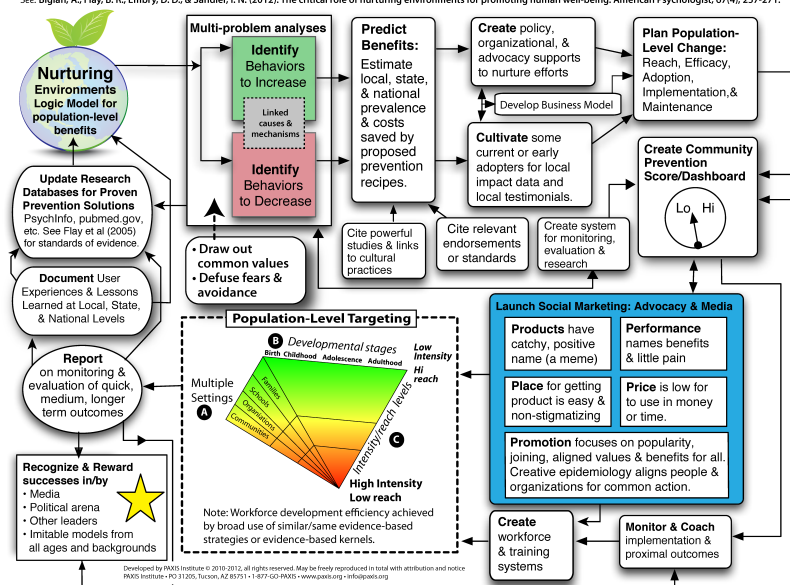 See: Biglan, A., Flay, B. R., Embry, D. D., & Sandler, I. N. (2012). The critical role of nurturing environments for promoting human well-being. American Psychologist, 67(4), 257-271.
Nurturing
Environments
Logic Model for
population-level
benefits
Multi-problem analyses
Identify
Behaviors
to Increase
Linked
causes &
mechanisms
Identify
Behaviors
to Decrease
• Draw out
common values
• Defuse fears &
avoidance
Predict
Benefits:
Estimate
local, state,
& national
prevalence
& costs
saved by
proposed
prevention
recipes.
Cite powerful
studies & links
to cultural
practices
Cite relevant
endorsements
or standards
Create policy,
organizational, &
advocacy supports
to nurture efforts
Develop Business Model
Cultivate some
current or early
adopters for local
impact data and
local testimonials.
Plan Population-
Level Change:
Reach, Efficacy,
Adoption,
Implementation,&
Maintenance
Create Community
Prevention
Score/Dashboard
Lo Hi
Create system
for monitoring,
evaluation &
research
Update Research
Databases for Proven
Prevention Solutions
PsychInfo, pubmed.gov,
etc. See Flay et al (2005)
for standards of evidence.
Document User
Experiences & Lessons
Learned at Local, State,
& National Levels
Report
on monitoring &
evaluation of quick,
medium, longer
term outcomes
Recognize & Reward
successes in/by
• Media
• Political arena
• Other leaders
• Imitable models from
all ages and backgrounds
Population-Level Targeting
B Developmental stages
Birth Childhood Adolescence Adulthood
Low
Intensity
Hi
reach
Multiple
Settings
A
Families
Schools
Organizations
Communities
Intensity/reach levels
C
High Intensity
Low reach
Note: Workforce development efficiency achieved
by broad use of similar/same evidence-based
strategies or evidence-based kernels.
Launch Social Marketing: Advocacy & Media
Products have
catchy, positive
name (a meme)
Performance
names benefits
& little pain
Place for getting
product is easy &
non-stigmatizing
Price is low for
to use in money
or time.
Promotion focuses on popularity,
joining, aligned values & benefits for all.
Creative epidemiology aligns people &
organizations for common action.
Create
workforce
& training
systems
Monitor & Coach
implementation &
proximal outcomes
Developed by PAXIS Institute © 2010-2012, all rights reserved. May be freely reproduced in total with attribution and notice
PAXIS Institute • PO 31205, Tucson, AZ 85751 • 1-877-GO-PAXIS • www.paxis.org • info@paxis.org